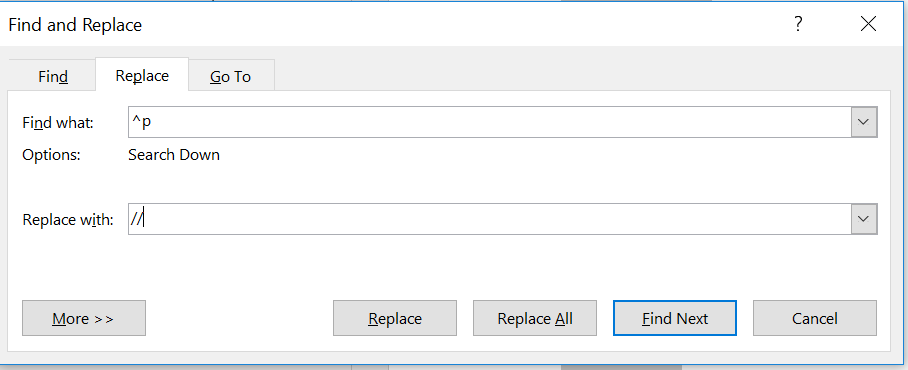 Find and Replace ?
Find Replace Go To
Find what: ^p
Options: Search Down
Replace with: //
More >> Replace Replace All Find Next Cancel